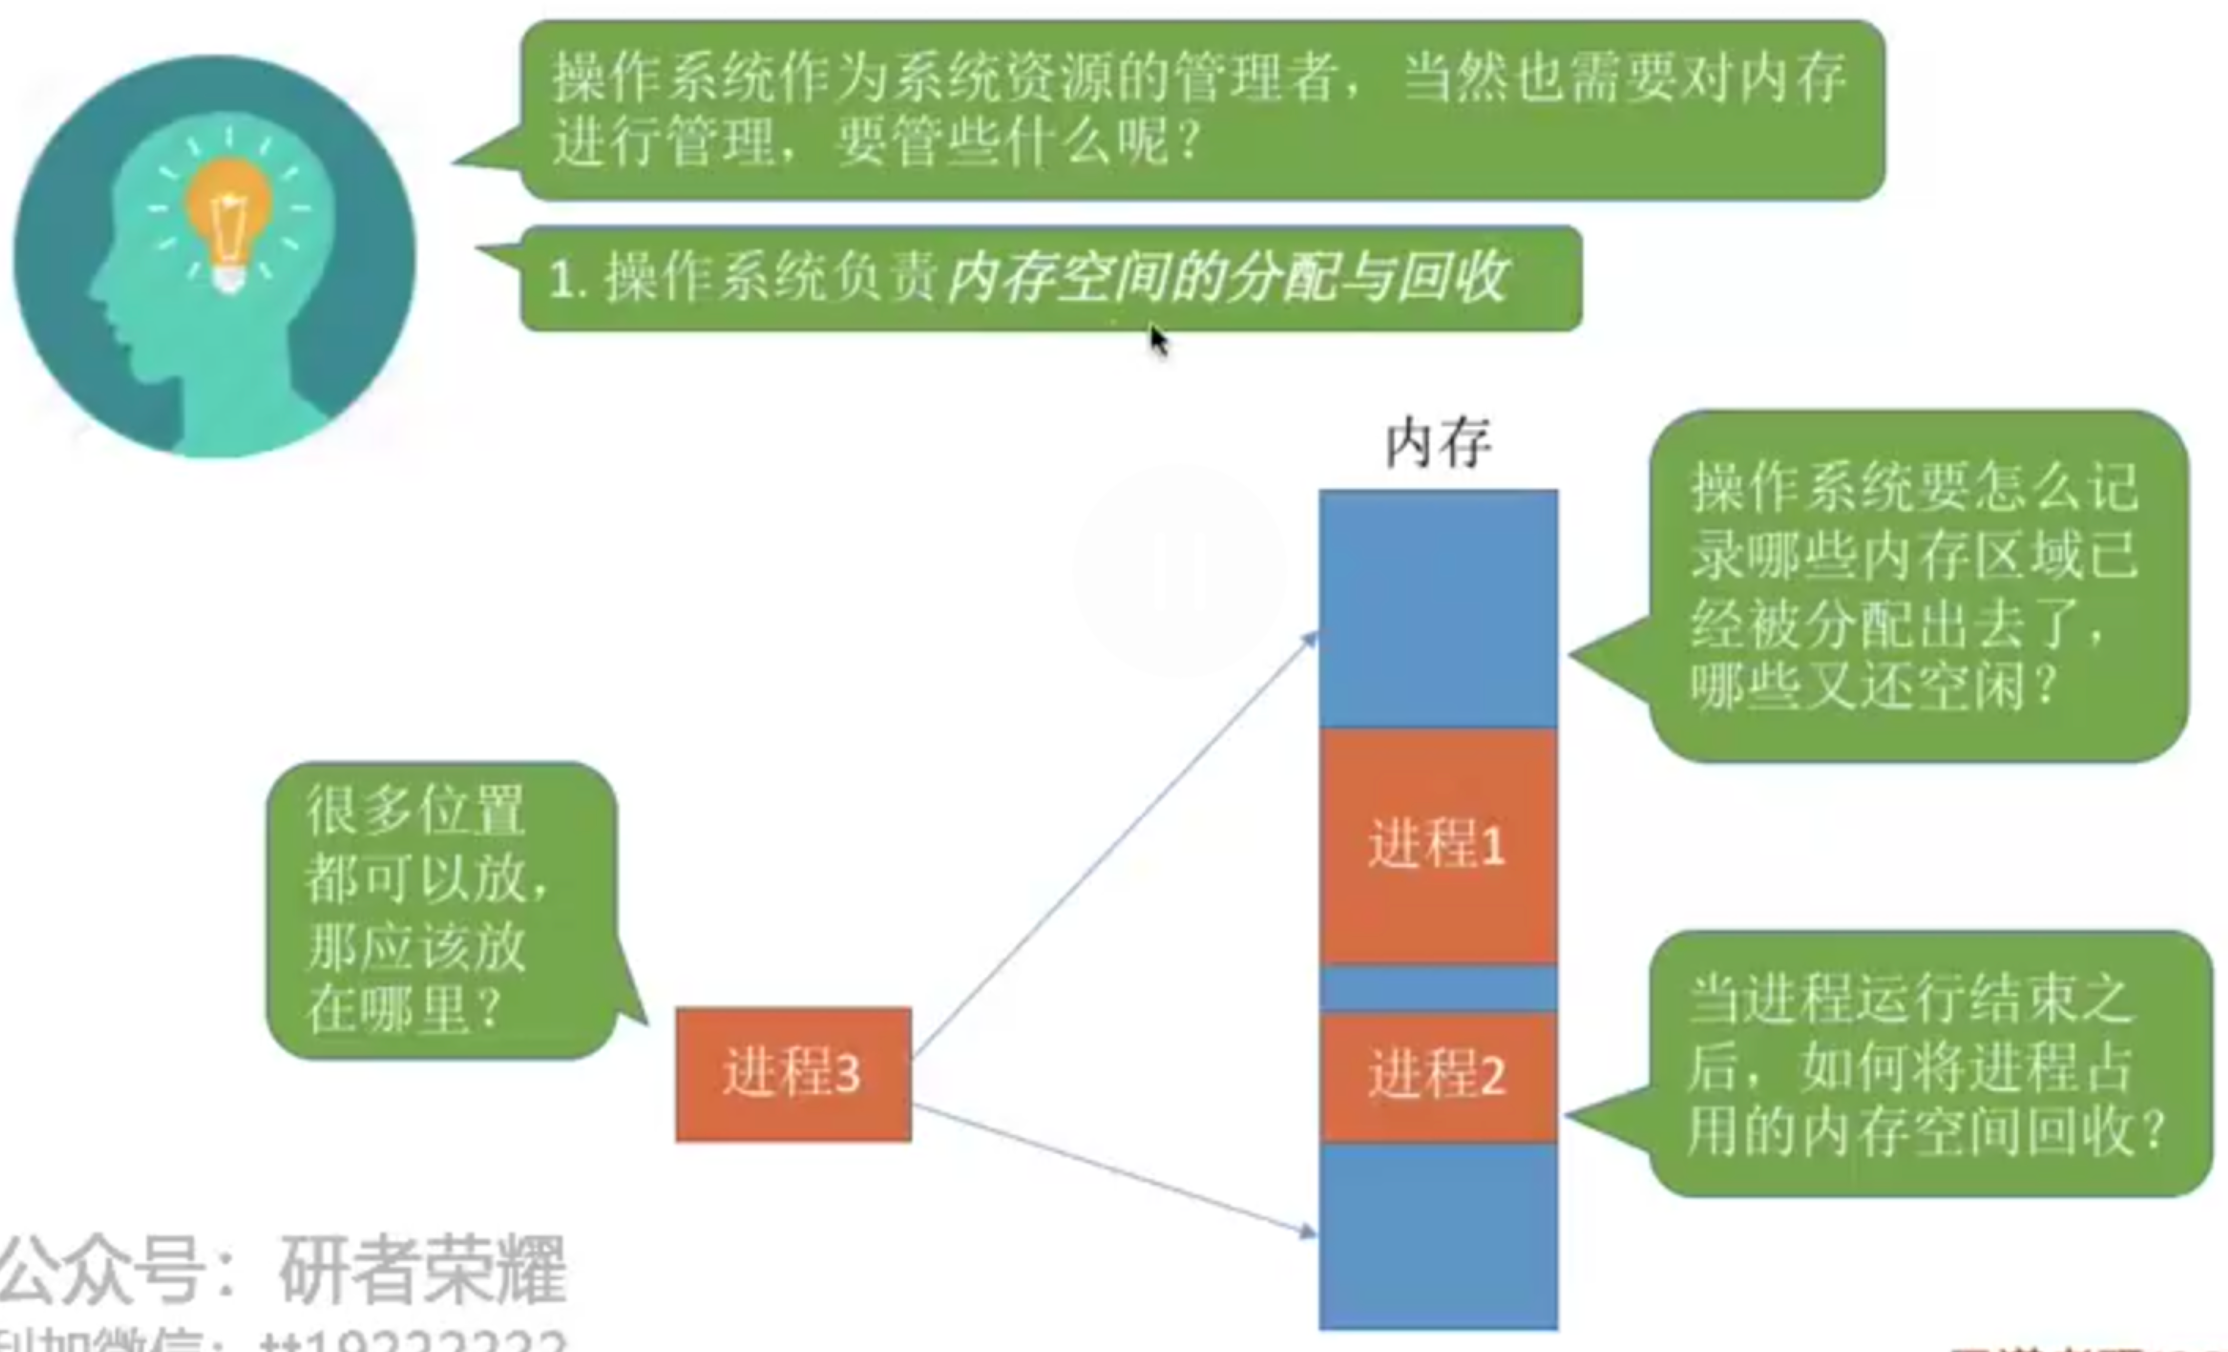 操作系统作为系统资源的管理者，当然也需要对内存
进行管理，要管些什么呢？
1. 操作系统负责内存空间的分配与回收
内存
操作系统要怎么记
录哪些内存区域已
经被分配出去了，
哪些又还空闲？
进程1
很多位置
都可以放，
那应该放
在哪里？
进程3
进程2
当进程运行结束之
后，如何将进程占
用的内存空间回收？
公众号：研者荣耀